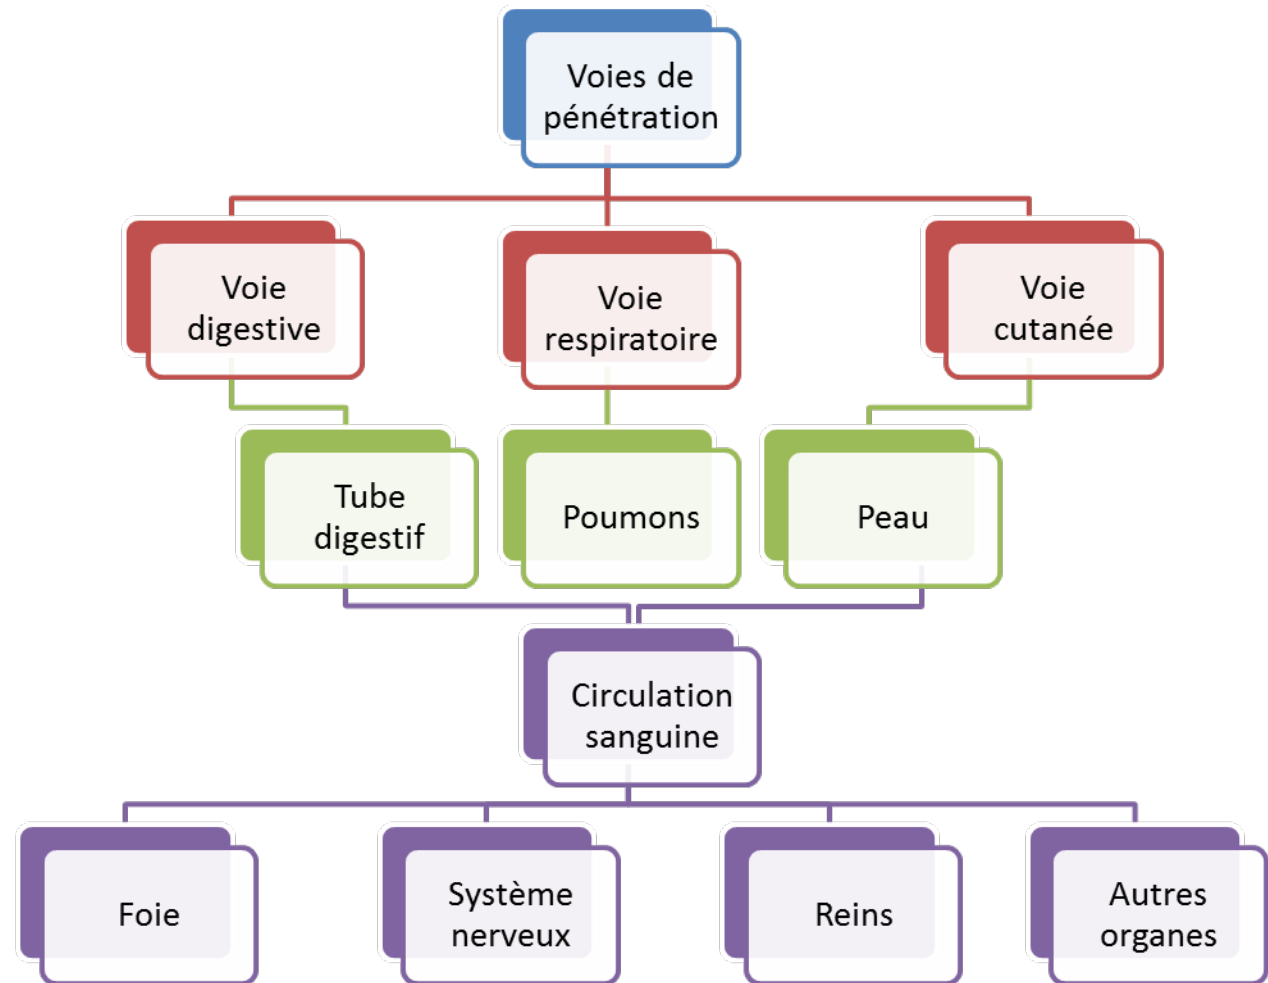 Voies de
pénétration
Voie
digestive
Voie
respiratoire
Voie
cutanée
Tube
digestif
Poumons
Peau
Circulation
sanguine
Foie
Système
nerveux
Reins
Autres
organes